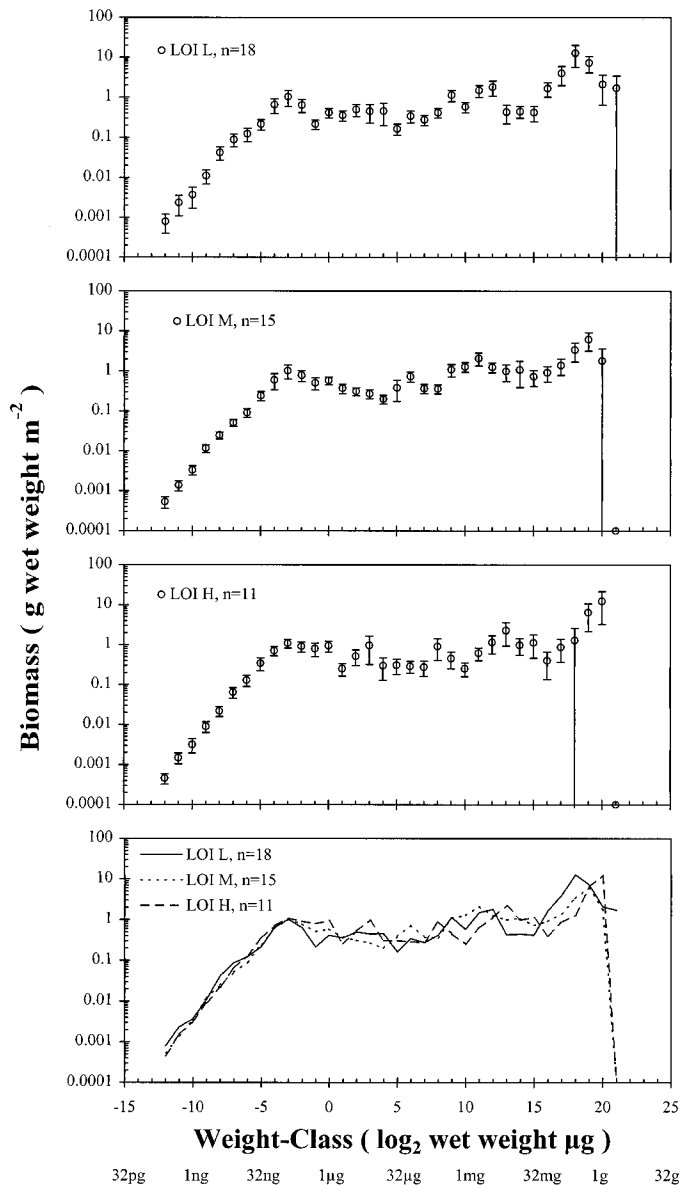 100
10
1
0.1
0.01
0.001
0.0001
LOI L, n=18
100
10
1
0.1
0.01
0.001
0.0001
LOI M, n=15
100
10
1
0.1
0.01
0.001
0.0001
LOI H, n=11
100
10
1
0.1
0.01
0.001
0.0001
LOI L, n=18
LOI M, n=15
LOI H, n=11
Biomass ( g wet weight m⁻² )
-15 -10 -5 0 5 10 15 20 25
Weight-Class ( log₂ wet weight µg )
32pg 1ng 32ng 1µg 32µg 1mg 32mg 1g 32g